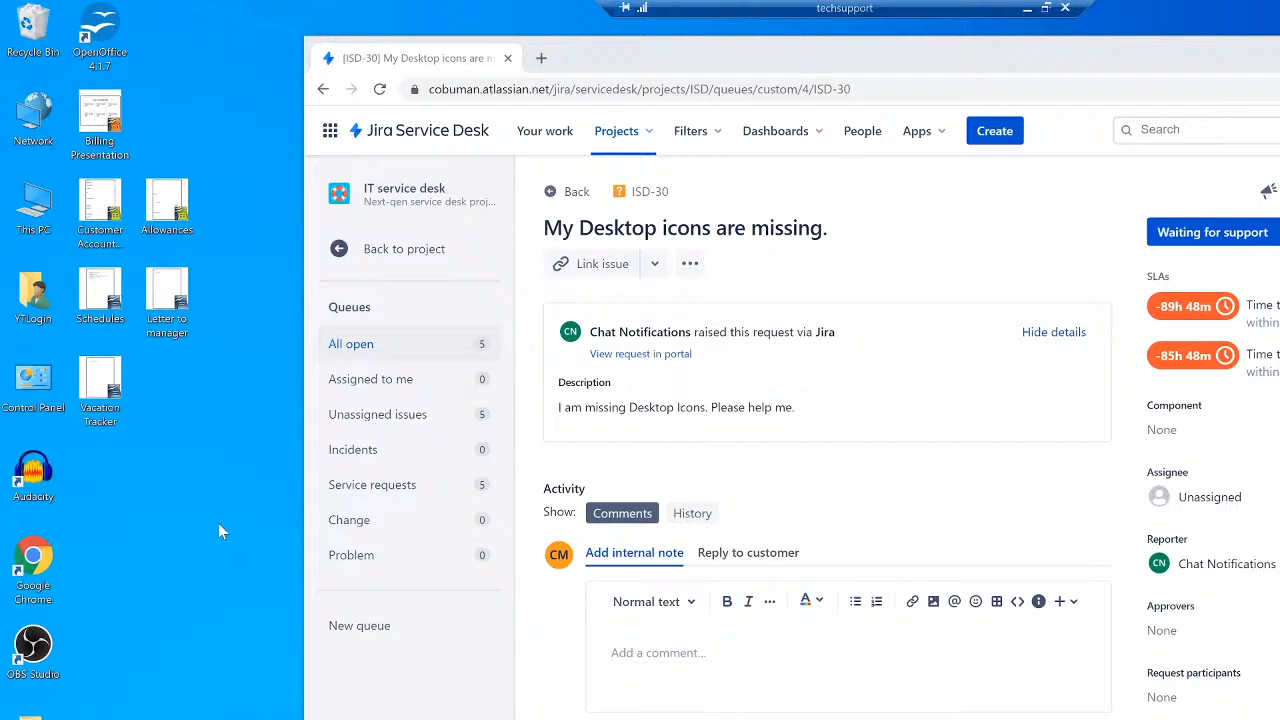 techsupport
Recycle Bin
OpenOffice
4.1.7
Network
Billing
Presentation
This PC
Customer
Account...
Allowances
YTLogin
Schedules
Letter to
manager
Control Panel
Vacation
Tracker
Audacity
Google
Chrome
OBS Studio
[ISD-30] My Desktop icons are m
coburnan.atlassian.net/jira/servicedesk/projects/ISD/queues/custom/4/ISD-30
Jira Service Desk
Your work
Projects
Filters
Dashboards
People
Apps
Create
Search
IT service desk
Next-gen service desk proj...
Back to project
Queues
All open 5
Assigned to me 0
Unassigned issues 5
Incidents 0
Service requests 5
Change 0
Problem 0
New queue
Back
ISD-30
My Desktop icons are missing.
Link issue
CN
Chat Notifications raised this request via Jira
Hide details
View request in portal
Description
I am missing Desktop Icons. Please help me.
Activity
Show: Comments History
CM
Add internal note Reply to customer
Normal text B I A
Add a comment...
Waiting for support
SLAs
-89h 48m Time t
within
-85h 48m Time t
within
Component
None
Assignee
Unassigned
Reporter
CN Chat Notifications
Approvers
None
Request participants
None